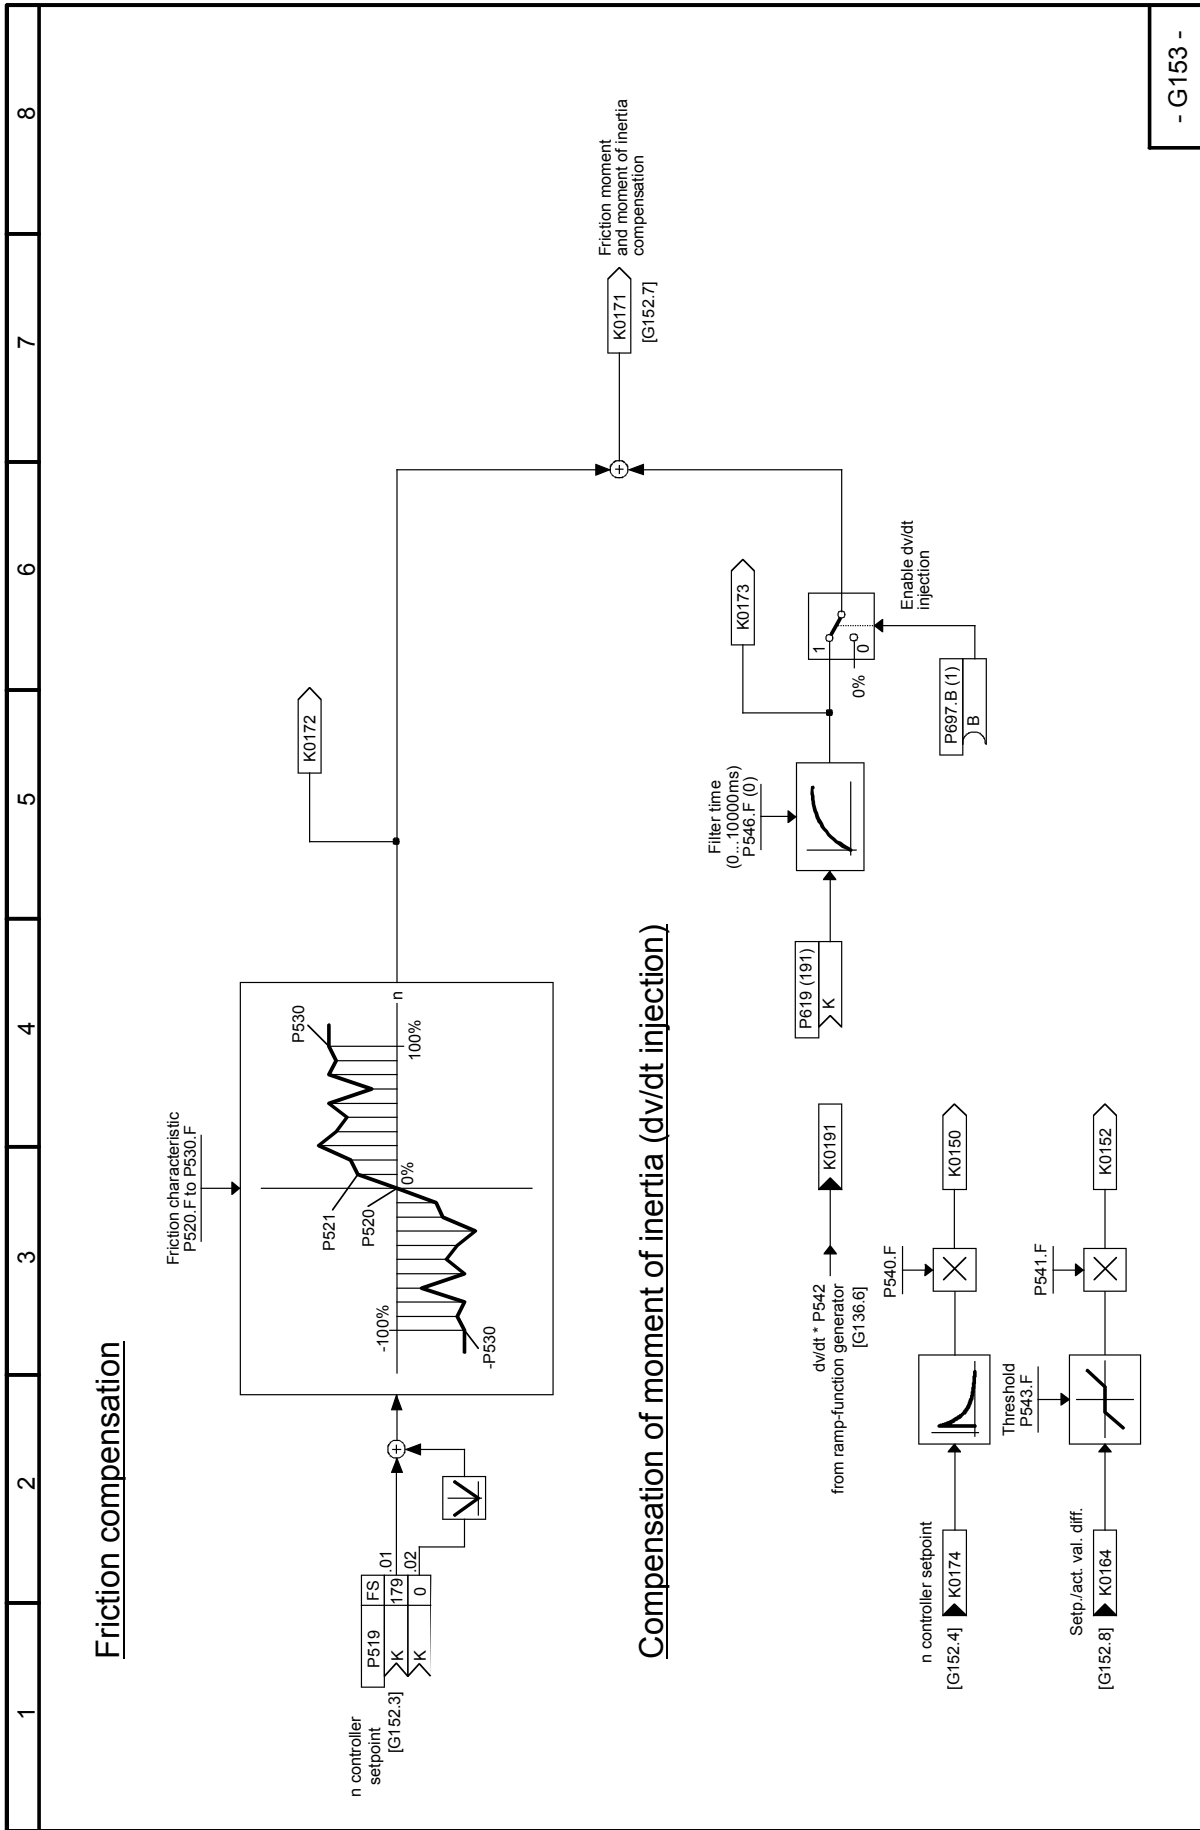 1
2
3
4
5
6
7
8
Friction compensation
n controller
setpoint
[G152.3]
P519
FS
K
179
.01
K
0
.02
Friction characteristic
P520.F to P530.F
-100%
-P530
P520
P521
0%
P530
100%
n
K0172
Friction moment
and moment of inertia
compensation
K0171
[G152.7]
Compensation of moment of inertia (dv/dt injection)
dv/dt * P542
from ramp-function generator
[G136.6]
K0191
P619 (191)
K
Filter time
(0...10000ms)
P546.F (0)
K0173
1
0
0%
Enable dv/dt
injection
P697.B (1)
B
n controller setpoint
[G152.4]
K0174
P540.F
K0150
Setp./act. val. diff.
[G152.8]
K0164
Threshold
P543.F
P541.F
K0152
- G153 -